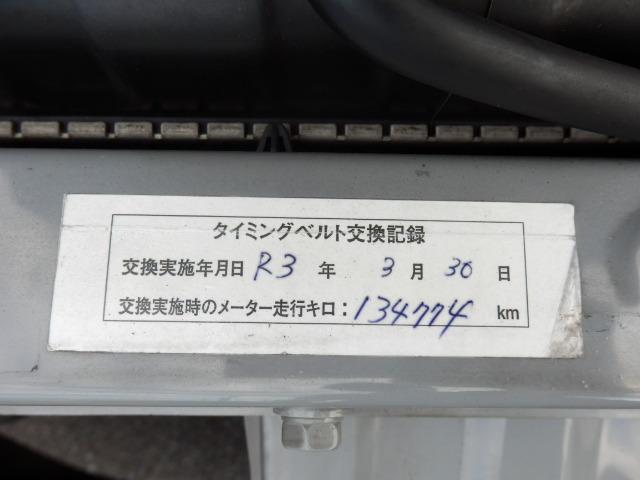 タイミングベルト交換記録
交換実施年月日 R3 年 3 月 30 日
交換実施時のメーター走行キロ：134774 km